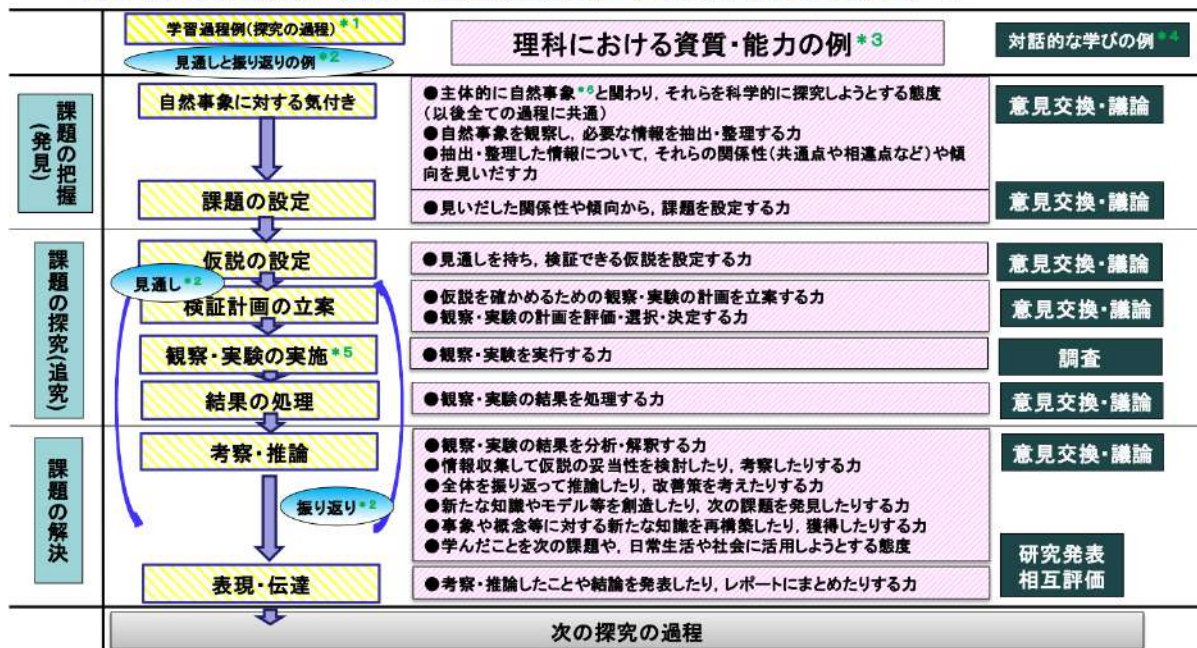 学習過程例(探究の過程)*1
見通しと振り返りの例*2
理科における資質・能力の例*3
対話的な学びの例*4
課題の把握
(発見)
自然事象に対する気付き
●主体的に自然事象*6と関わり,それらを科学的に探究しようとする態度
(以後全ての過程に共通)
●自然事象を観察し,必要な情報を抽出・整理する力
●抽出・整理した情報について,それらの関係性(共通点や相違点など)や傾
向を見いだす力
意見交換・議論
課題の設定
●見いだした関係性や傾向から,課題を設定する力
意見交換・議論
課題の探究(追究)
仮説の設定
●見通しを持ち,検証できる仮説を設定する力
意見交換・議論
見通し*2
検証計画の立案
●仮説を確かめるための観察・実験の計画を立案する力
●観察・実験の計画を評価・選択・決定する力
意見交換・議論
観察・実験の実施*5
●観察・実験を実行する力
調査
結果の処理
●観察・実験の結果を処理する力
意見交換・議論
課題の解決
考察・推論
●観察・実験の結果を分析・解釈する力
●情報収集して仮説の妥当性を検討したり,考察したりする力
●全体を振り返って推論したり,改善策を考えたりする力
●新たな知識やモデル等を創造したり,次の課題を発見したりする力
●事象や概念等に対する新たな知識を再構築したり,獲得したりする力
●学んだことを次の課題や,日常生活や社会に活用しようとする態度
意見交換・議論
振り返り*2
表現・伝達
●考察・推論したことや結論を発表したり,レポートにまとめたりする力
研究発表
相互評価
次の探究の過程